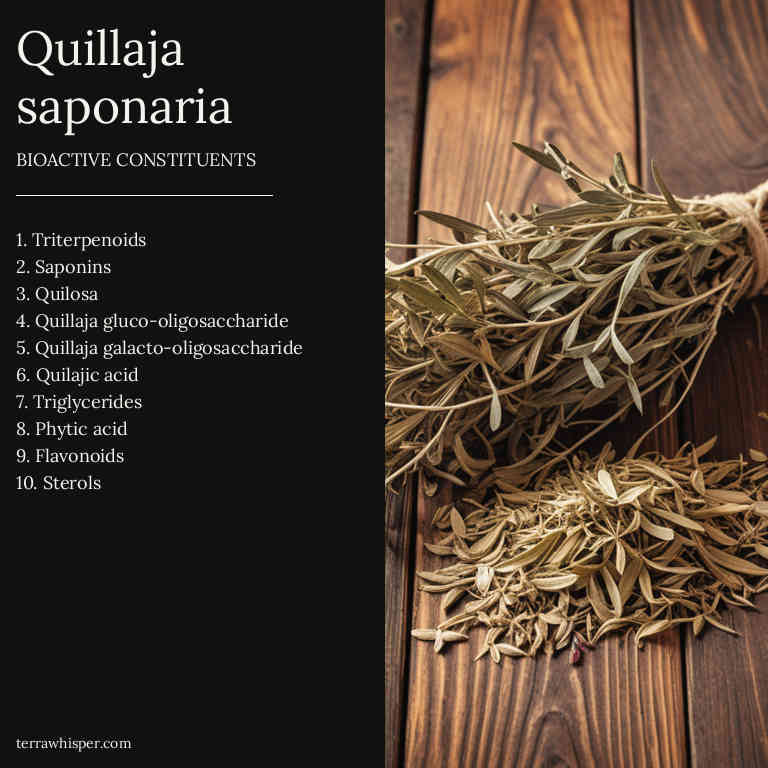 Quillaja
saponaria
BIOACTIVE CONSTITUENTS
1. Triterpenoids
2. Saponins
3. Quilosa
4. Quillaja gluco-oligosaccharide
5. Quillaja galacto-oligosaccharide
6. Quilajic acid
7. Triglycerides
8. Phytic acid
9. Flavonoids
10. Sterols
terrawhisper.com